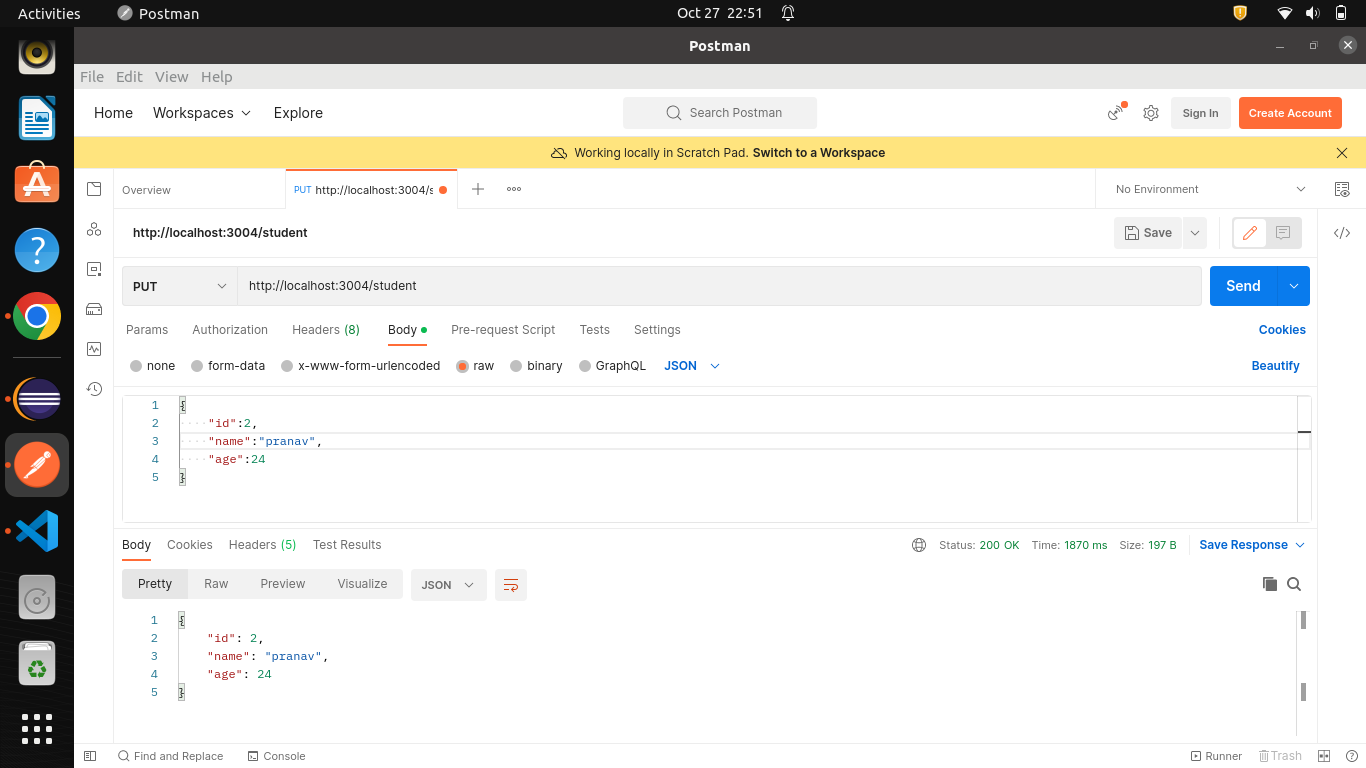 Activities Postman Oct 27 22:51
Postman
File Edit View Help
Home Workspaces Explore Search Postman Sign In Create Account
Working locally in Scratch Pad. Switch to a Workspace
Overview PUT http://localhost:3004/s No Environment
http://localhost:3004/student Save
PUT http://localhost:3004/student Send
Params Authorization Headers (8) Body Pre-request Script Tests Settings Cookies
none form-data x-www-form-urlencoded raw binary GraphQL JSON Beautify
1 {
2 "id":2,
3 "name":"pranav",
4 "age":24
5 }
Body Cookies Headers (5) Test Results Status: 200 OK Time: 1870 ms Size: 197 B Save Response
Pretty Raw Preview Visualize JSON
1 {
2 "id": 2,
3 "name": "pranav",
4 "age": 24
5 }
Find and Replace Console Runner Trash